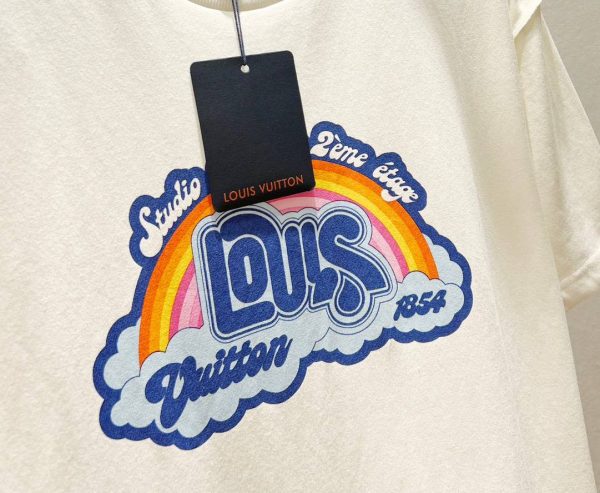 LOUIS VUITTON
Studio
2ème étage
LOUIS
Vuitton
1854